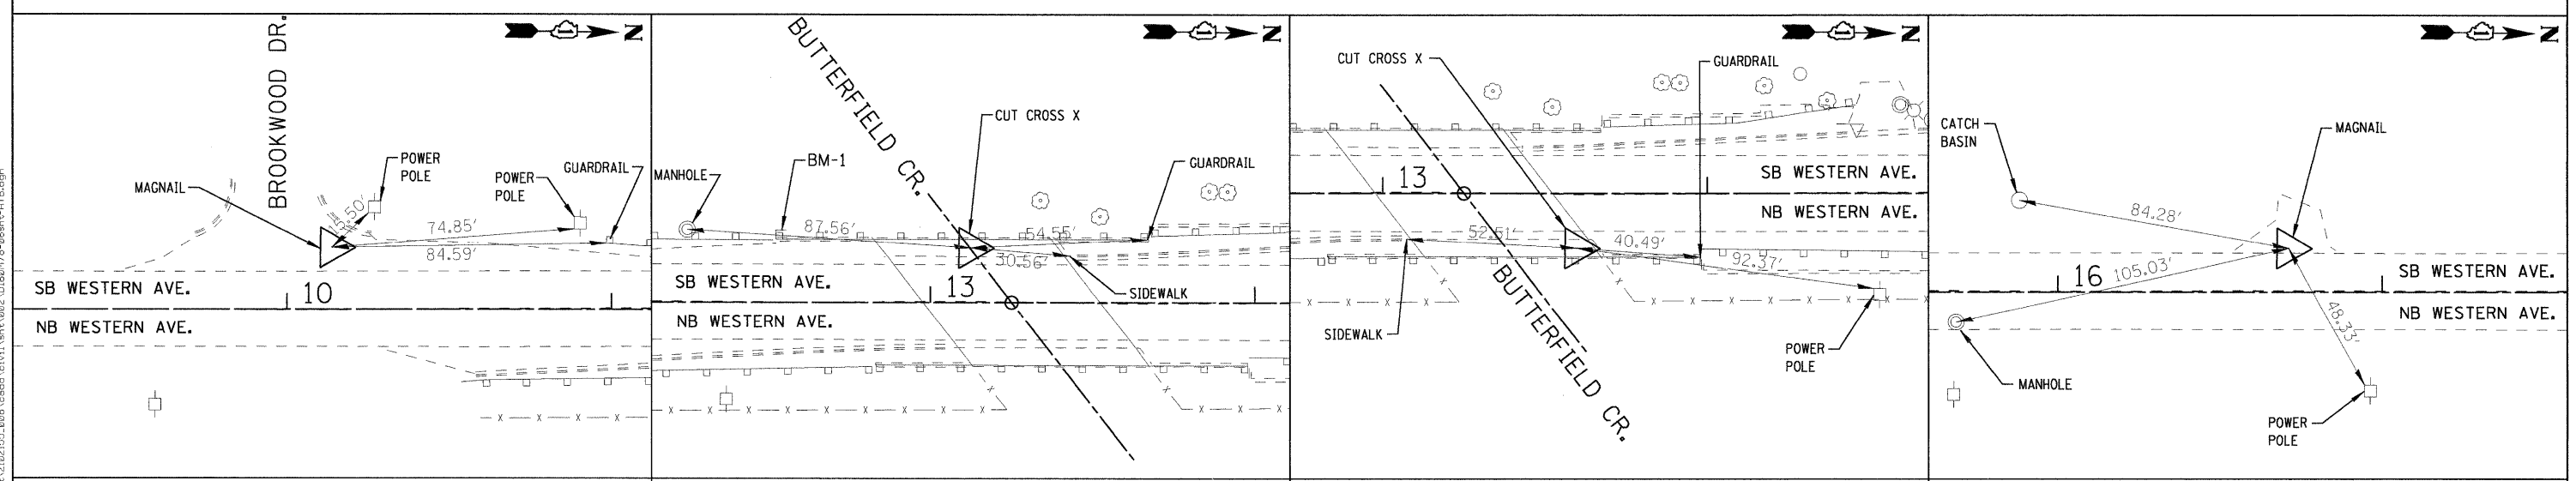 BROOKWOOD DR.
N
MAGNAIL
POWER
POLE
POWER
POLE
GUARDRAIL
74.85'
84.59'
SB WESTERN AVE.
10
NB WESTERN AVE.
BUTTERFIELD CR.
N
CUT CROSS X
MANHOLE
BM-1
GUARDRAIL
87.56'
54.55'
30.56'
SB WESTERN AVE.
13
SIDEWALK
NB WESTERN AVE.
N
CUT CROSS X
GUARDRAIL
13
SB WESTERN AVE.
NB WESTERN AVE.
52.51'
40.49'
92.37'
SIDEWALK
BUTTERFIELD CR.
POWER
POLE
N
CATCH
BASIN
MAGNAIL
84.28'
105.03'
16
SB WESTERN AVE.
NB WESTERN AVE.
48.33'
MANHOLE
POWER
POLE